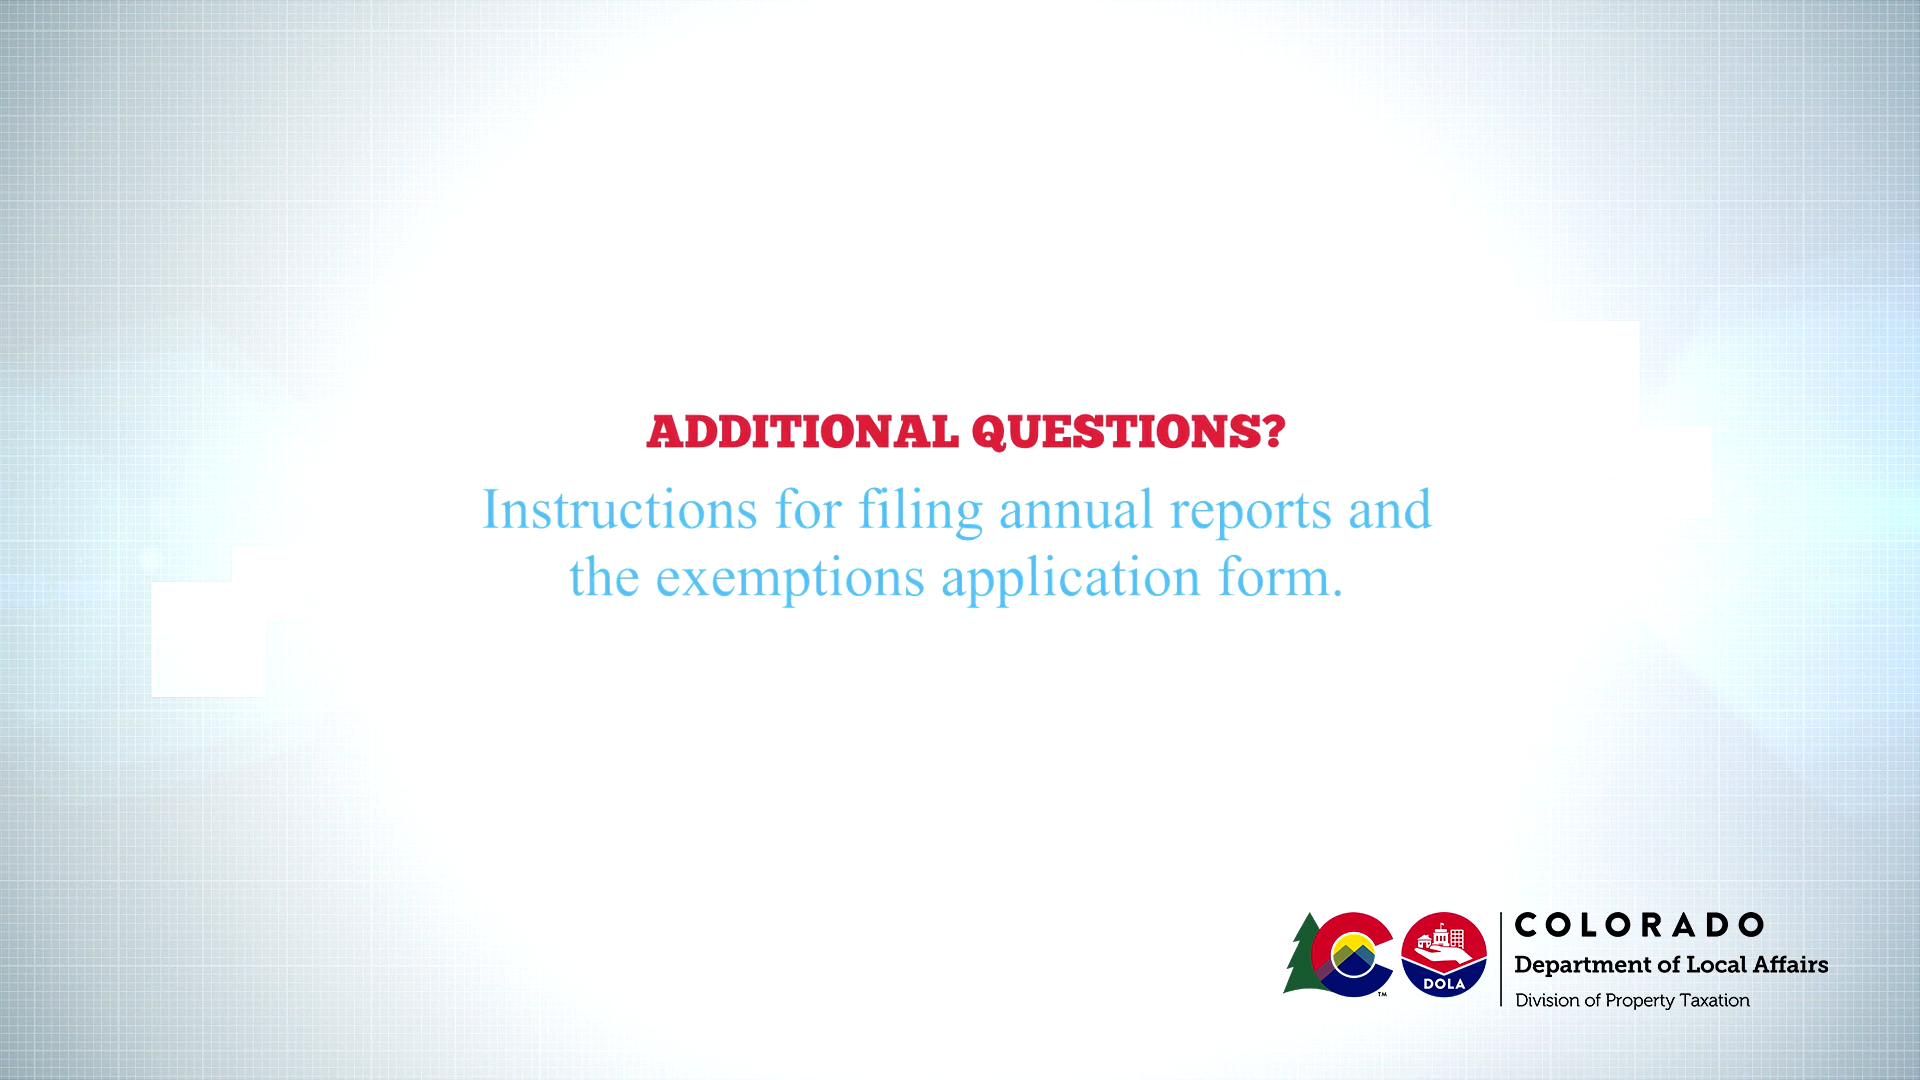 ADDITIONAL QUESTIONS?
Instructions for filing annual reports and
the exemptions application form.
TM
DOLA
COLORADO
Department of Local Affairs
Division of Property Taxation